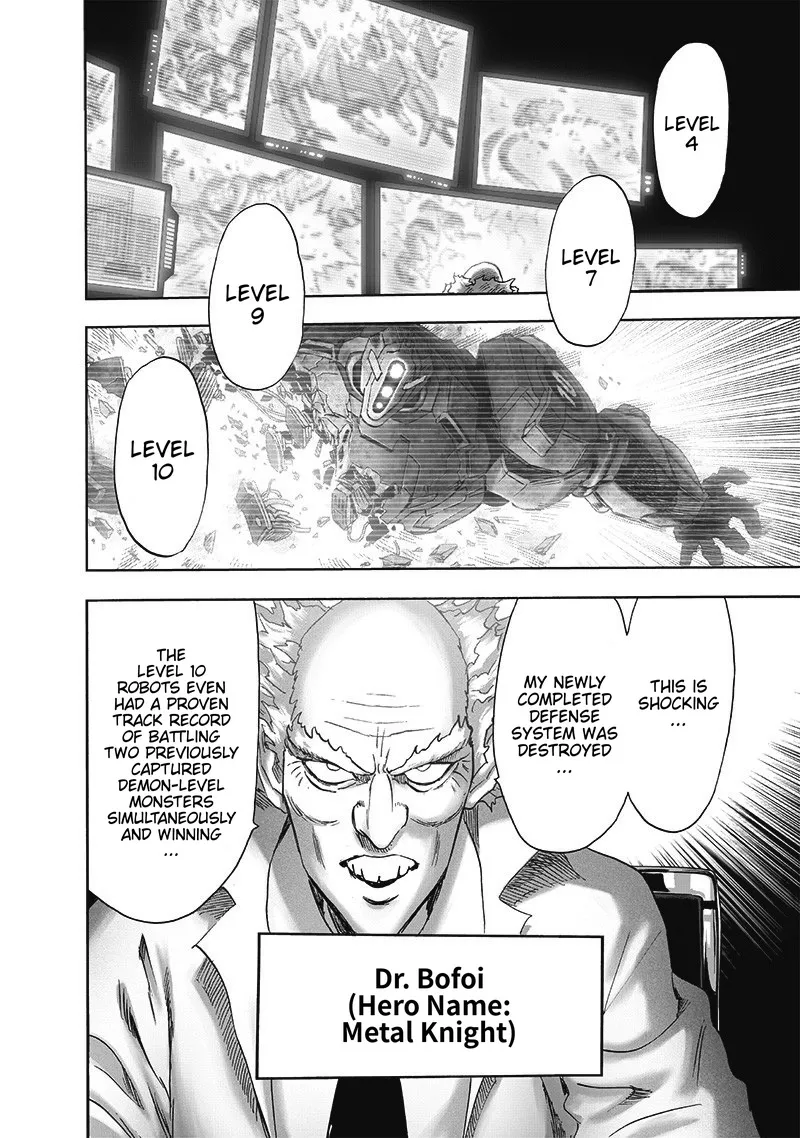 LEVEL
4
LEVEL
7
LEVEL
9
LEVEL
10
THIS IS
SHOCKING
...
MY NEWLY
COMPLETED
DEFENSE
SYSTEM WAS
DESTROYED
...
THE
LEVEL 10
ROBOTS EVEN
HAD A PROVEN
TRACK RECORD
OF BATTLING
TWO PREVIOUSLY
CAPTURED
DEMON-LEVEL
MONSTERS
SIMULTANEOUSLY
AND WINNING
...
Dr. Bofoi
(Hero Name:
Metal Knight)